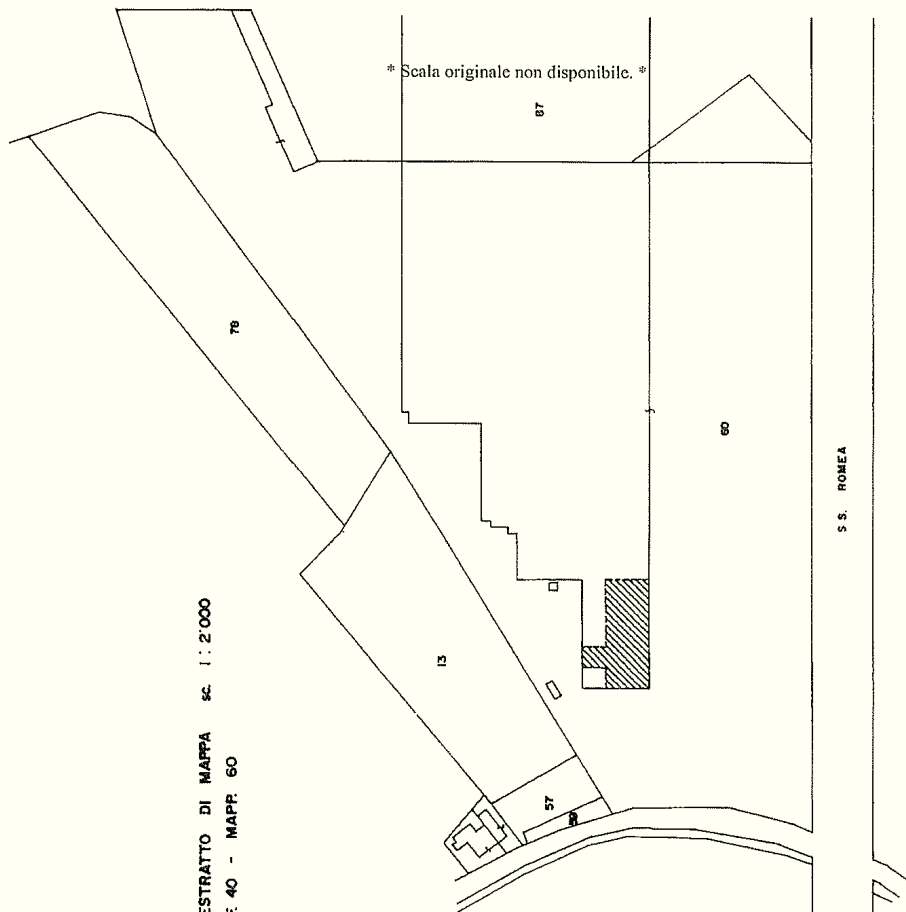 * Scala originale non disponibile. *
87
78
60
S.S. ROMEA
13
57
59
ESTRATTO DI MAPPA sc. 1:2'000
F. 40 - MAPP. 60